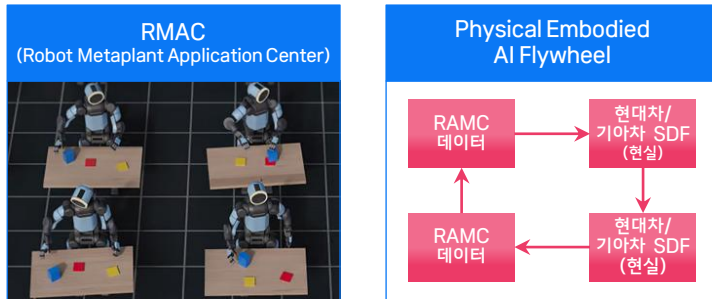 RMAC
(Robot Metaplant Application Center)
Physical Embodied
AI Flywheel
RAMC
데이터
현대차/
기아차 SDF
(현실)
RAMC
데이터
현대차/
기아차 SDF
(현실)